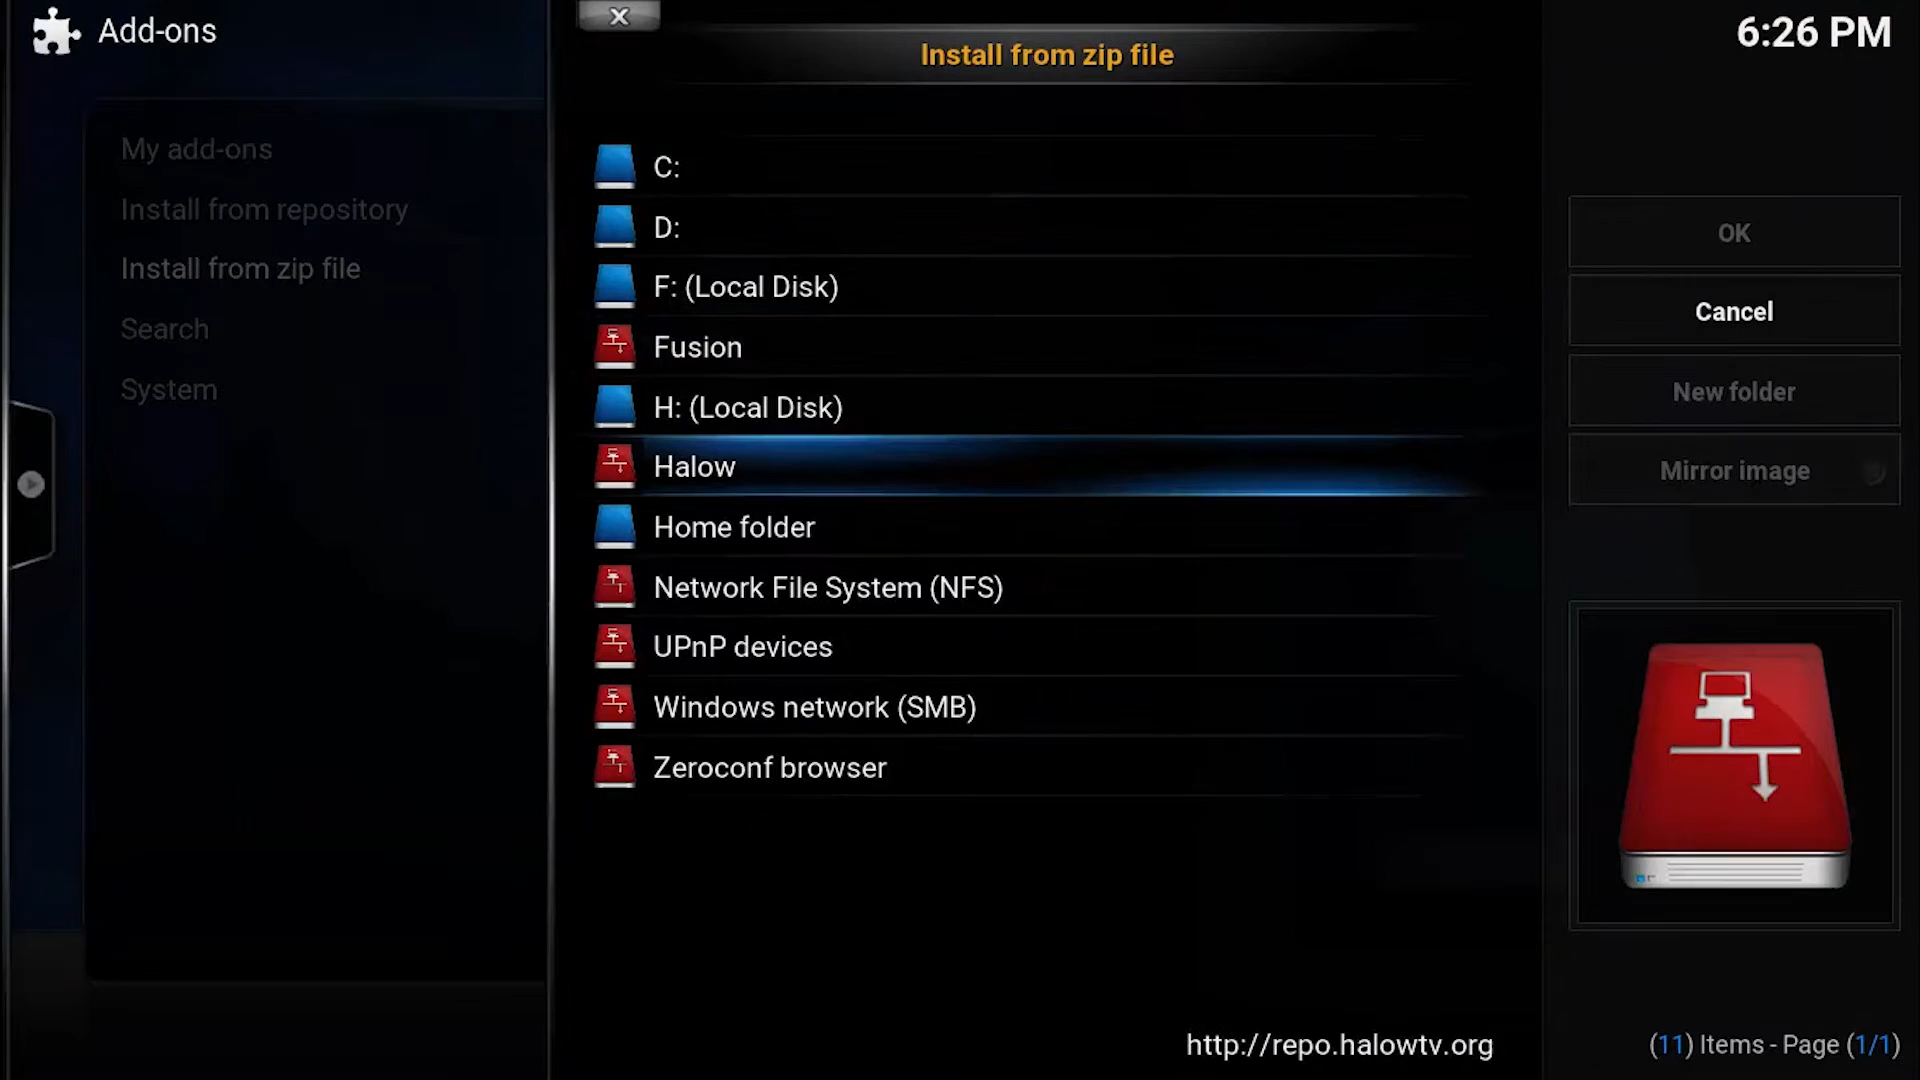 Add-ons
X
Install from zip file
6:26 PM
My add-ons
Install from repository
Install from zip file
Search
System
C:
D:
F: (Local Disk)
Fusion
H: (Local Disk)
Halow
Home folder
Network File System (NFS)
UPnP devices
Windows network (SMB)
Zeroconf browser
OK
Cancel
New folder
Mirror image
http://repo.halowtv.org
(11) Items - Page (1/1)